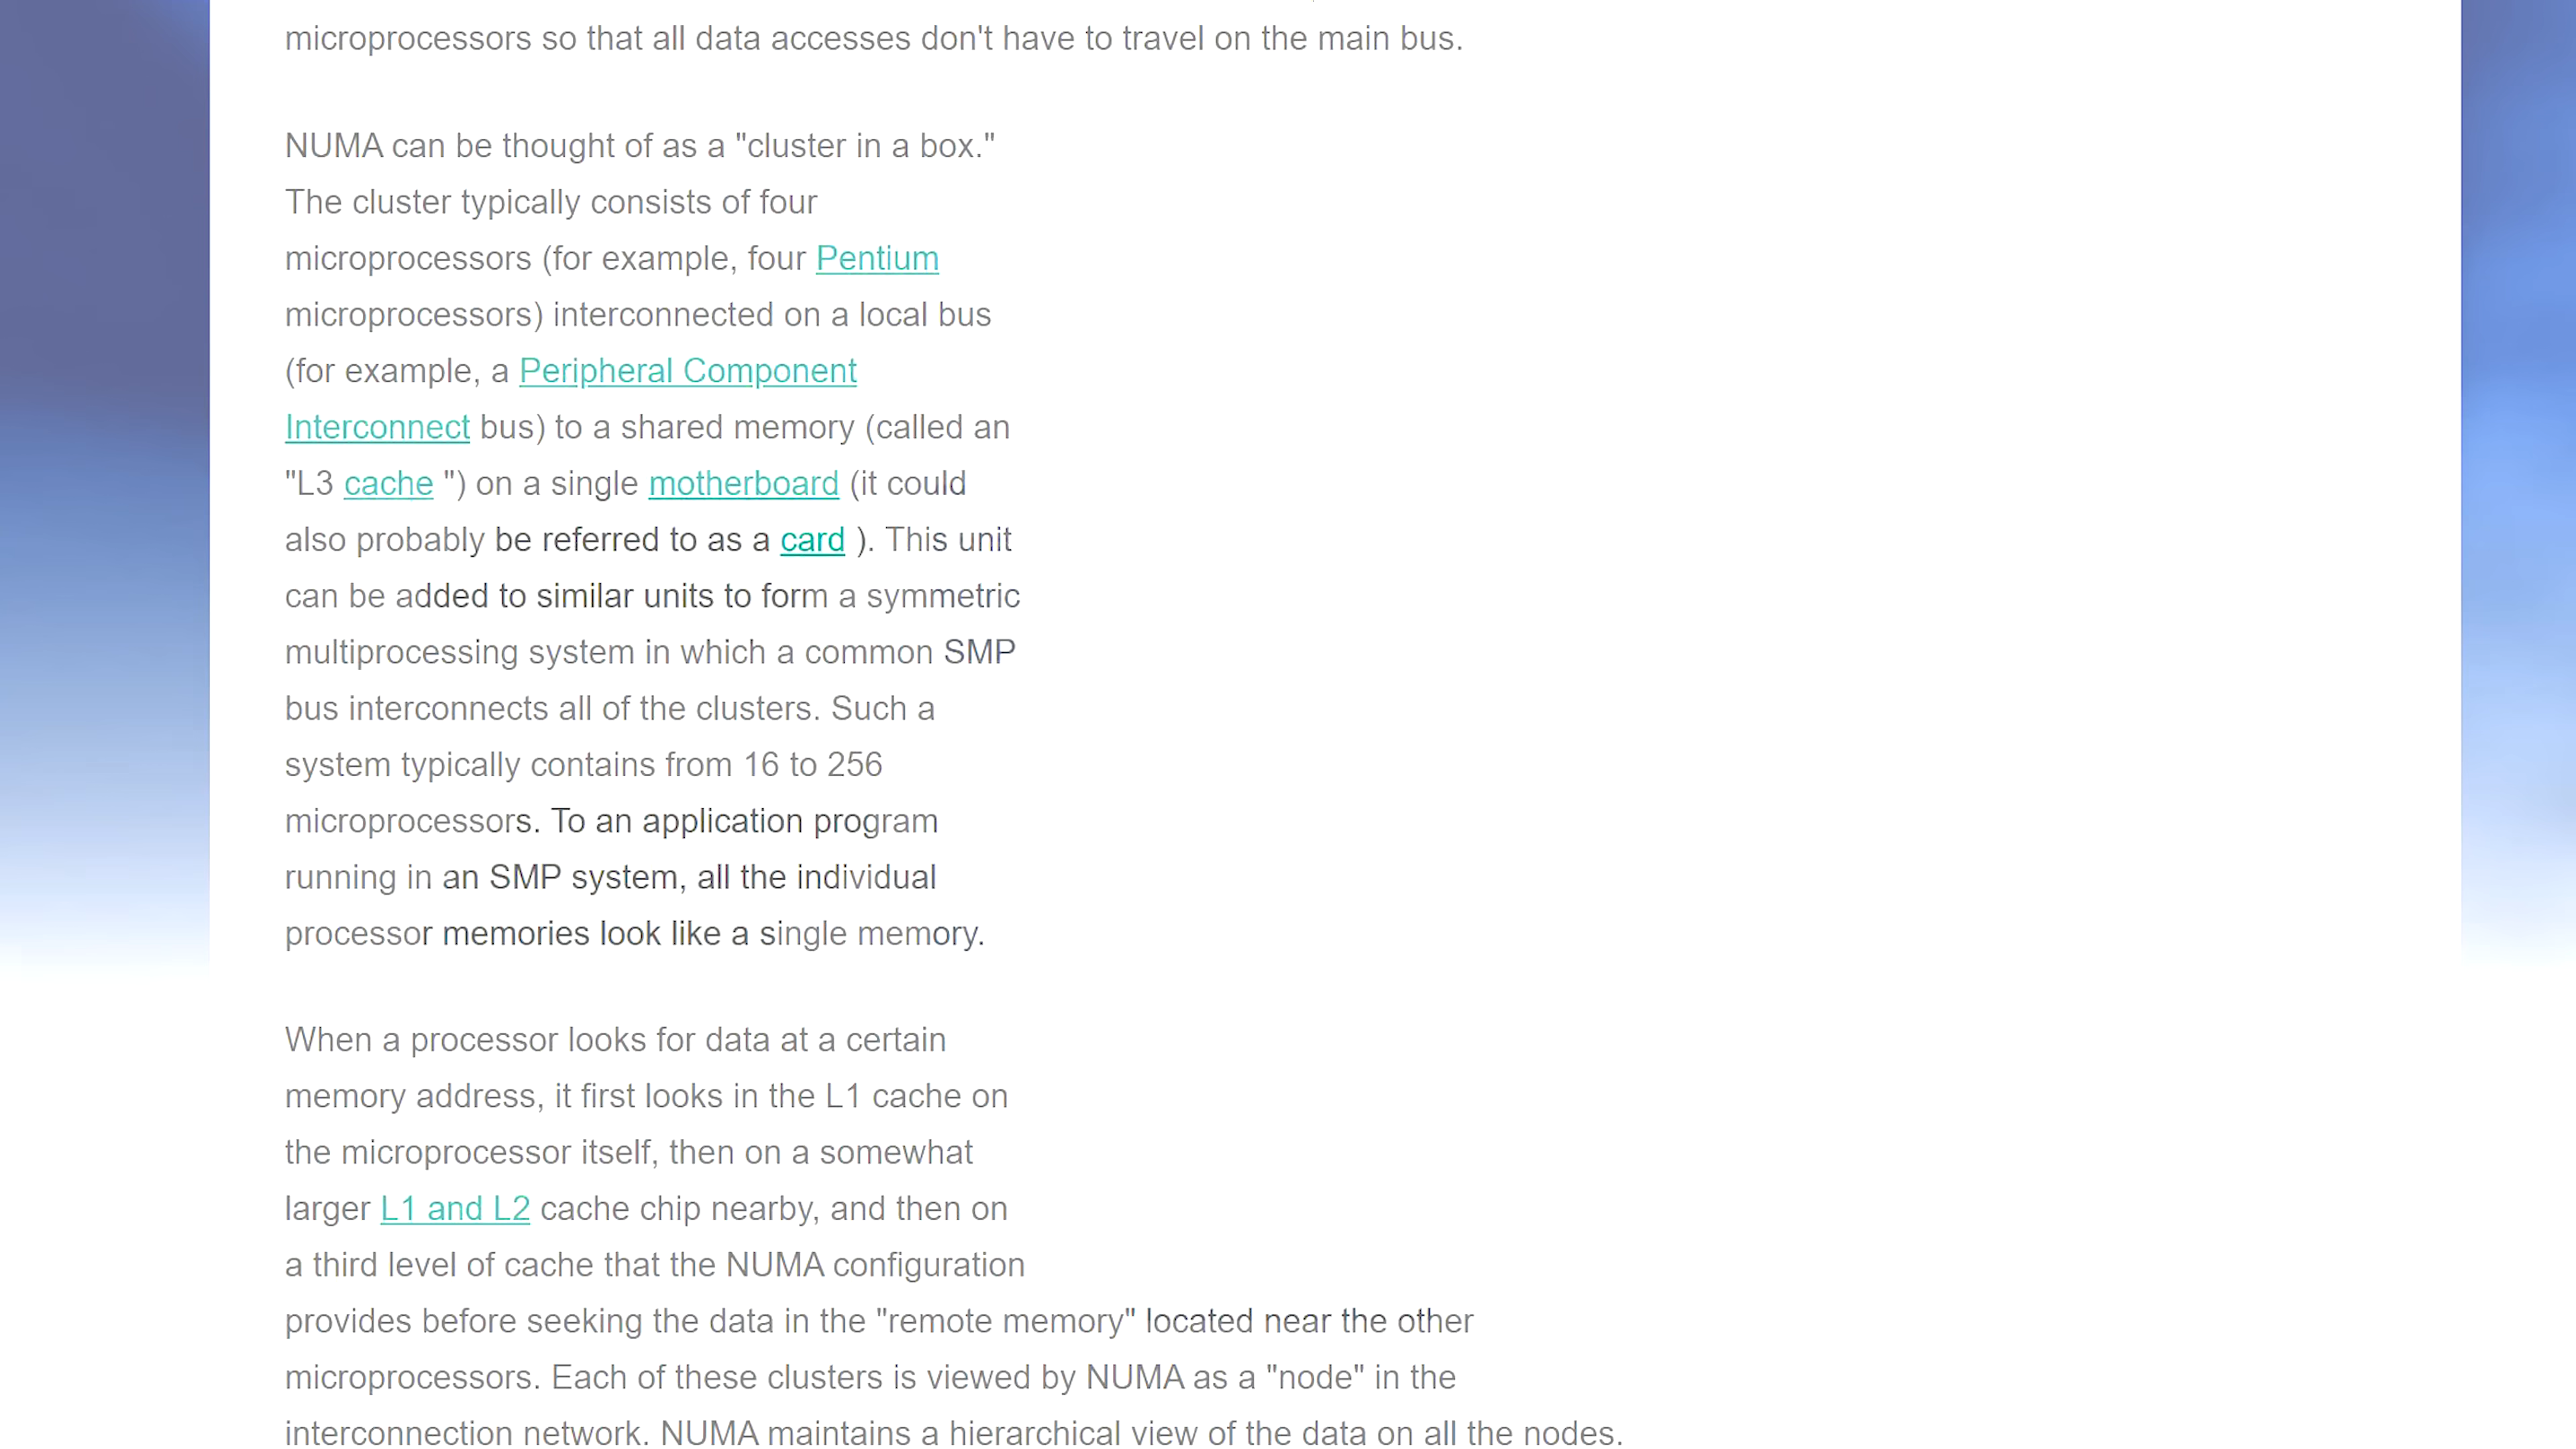 microprocessors so that all data accesses don't have to travel on the main bus.
NUMA can be thought of as a "cluster in a box."
The cluster typically consists of four
microprocessors (for example, four Pentium
microprocessors) interconnected on a local bus
(for example, a Peripheral Component
Interconnect bus) to a shared memory (called an
"L3 cache ") on a single motherboard (it could
also probably be referred to as a card ). This unit
can be added to similar units to form a symmetric
multiprocessing system in which a common SMP
bus interconnects all of the clusters. Such a
system typically contains from 16 to 256
microprocessors. To an application program
running in an SMP system, all the individual
processor memories look like a single memory.
When a processor looks for data at a certain
memory address, it first looks in the L1 cache on
the microprocessor itself, then on a somewhat
larger L1 and L2 cache chip nearby, and then on
a third level of cache that the NUMA configuration
provides before seeking the data in the "remote memory" located near the other
microprocessors. Each of these clusters is viewed by NUMA as a "node" in the
interconnection network. NUMA maintains a hierarchical view of the data on all the nodes.